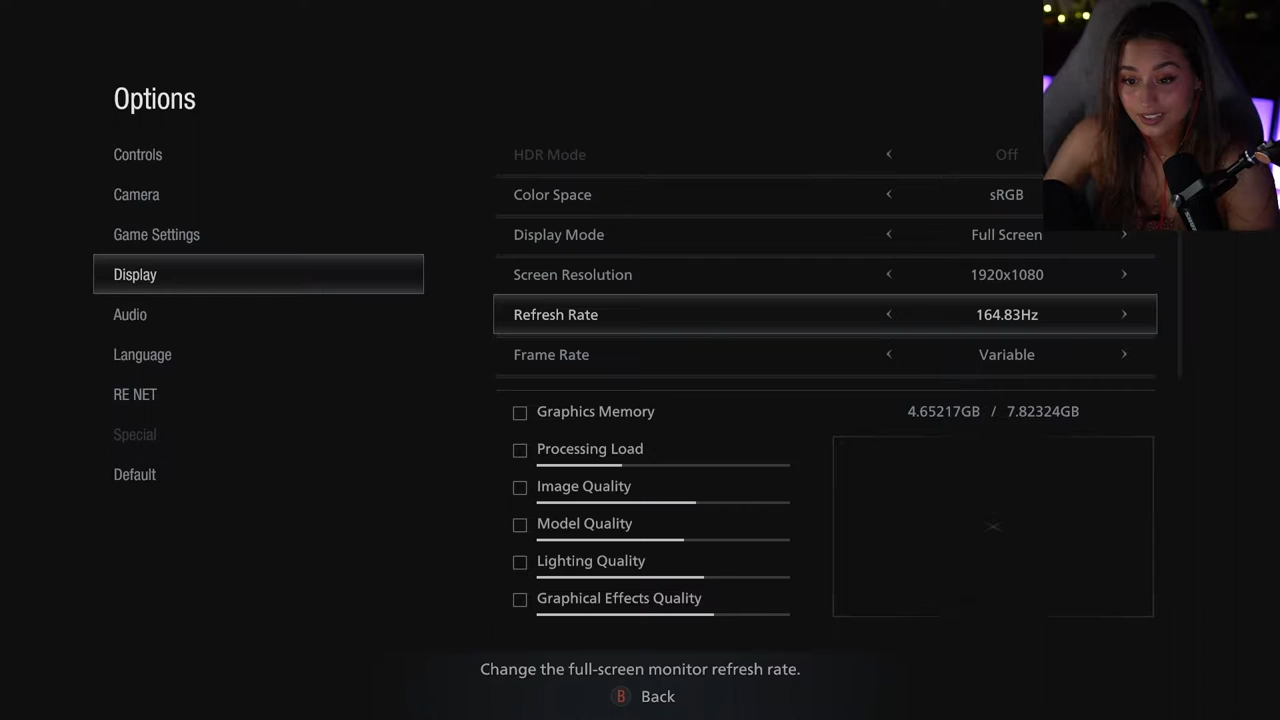 Options
Controls
Camera
Game Settings
Display
Audio
Language
RE NET
Special
Default
HDR Mode Off
Color Space sRGB
Display Mode Full Screen
Screen Resolution 1920x1080
Refresh Rate 164.83Hz
Frame Rate Variable
Graphics Memory 4.65217GB / 7.82324GB
Processing Load
Image Quality
Model Quality
Lighting Quality
Graphical Effects Quality
Change the full-screen monitor refresh rate.
B Back